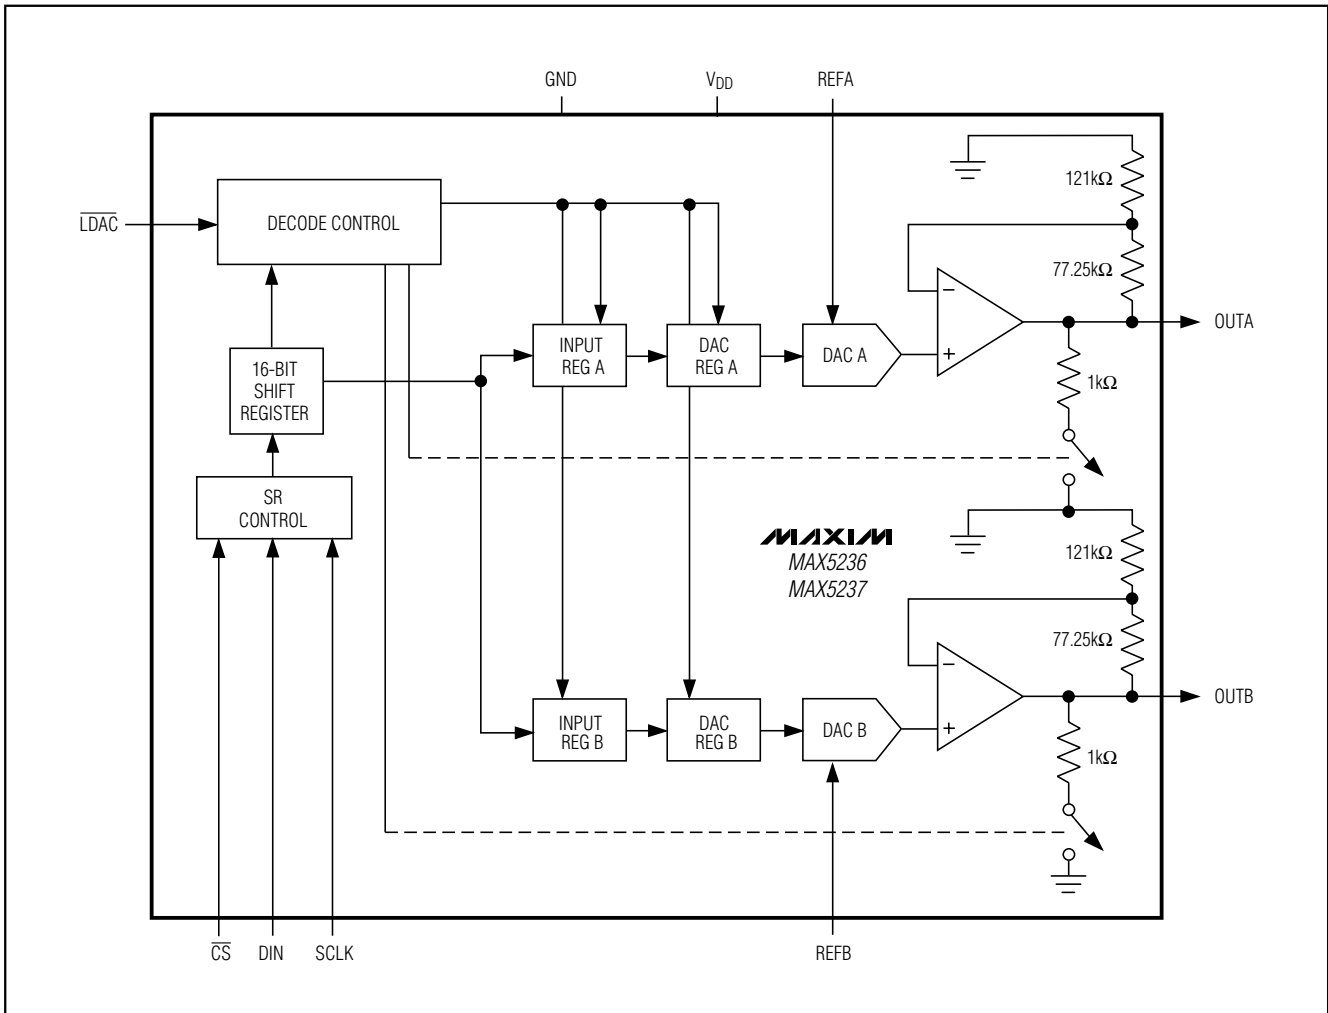 GND
VDD
REFA
121kΩ
LDAC
DECODE CONTROL
77.25kΩ
−
OUTA
INPUT
REG A
DAC
REG A
DAC A
+
16-BIT
SHIFT
REGISTER
1kΩ
SR
CONTROL
MAXIM
MAX5236
MAX5237
121kΩ
77.25kΩ
−
OUTB
INPUT
REG B
DAC
REG B
DAC B
+
1kΩ
CS
DIN
SCLK
REFB